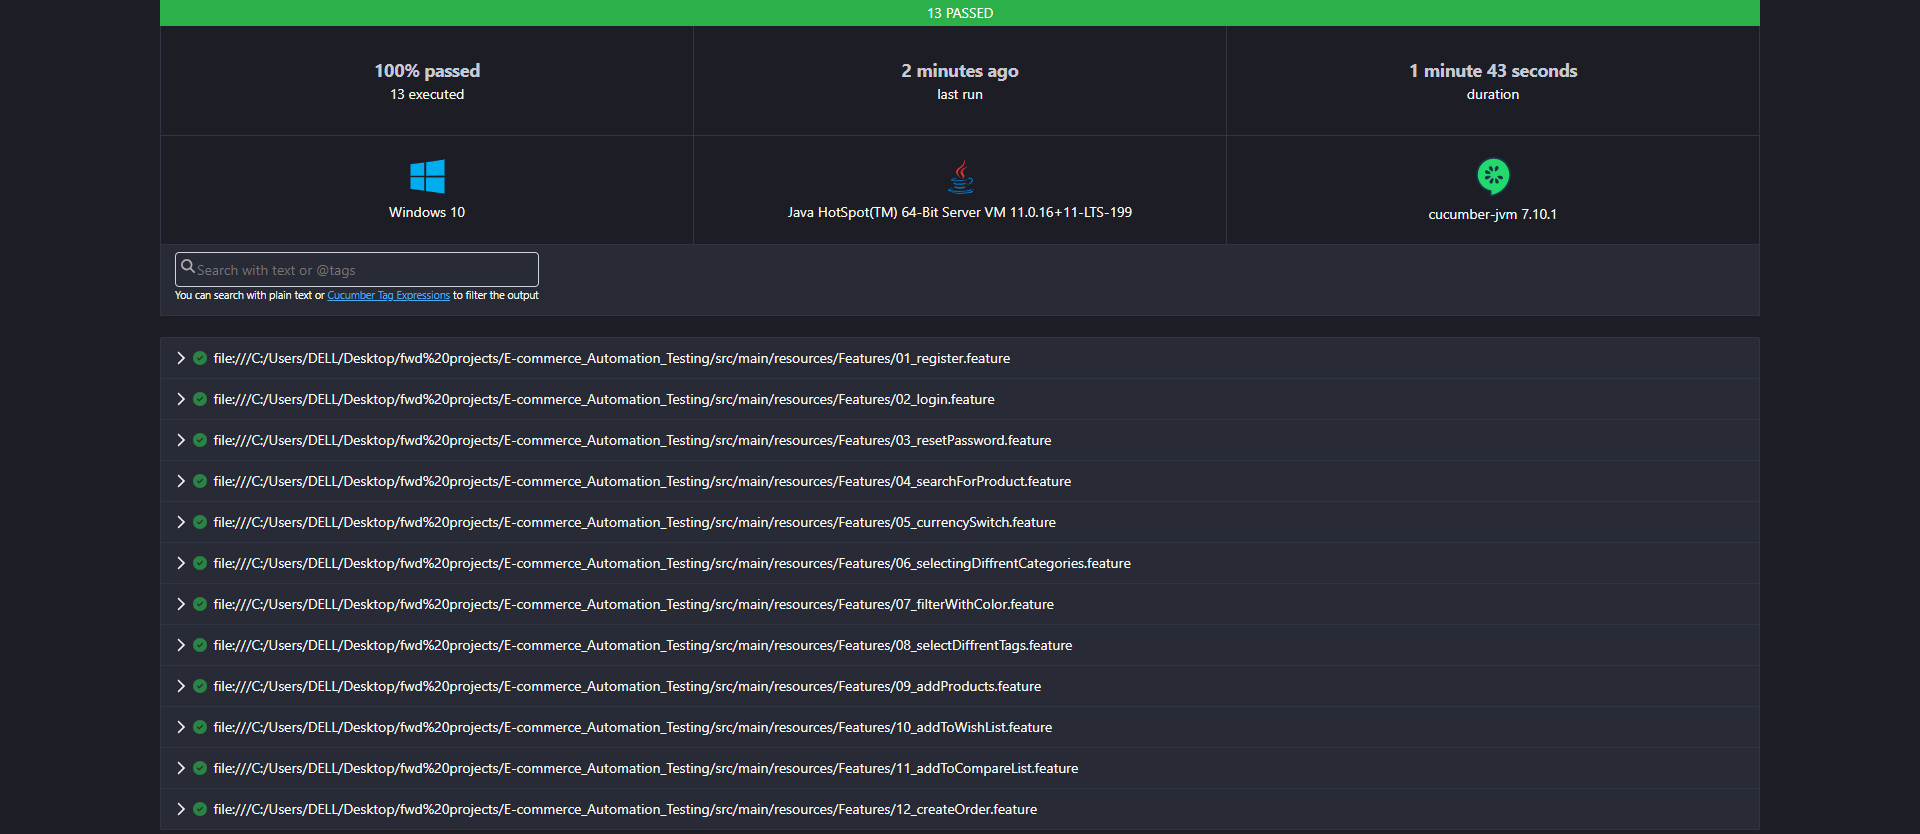 13 PASSED
100% passed
13 executed
2 minutes ago
last run
1 minute 43 seconds
duration
Windows 10
Java HotSpot(TM) 64-Bit Server VM 11.0.16+11-LTS-199
cucumber-jvm 7.10.1
Search with text or @tags
You can search with plain text or Cucumber Tag Expressions to filter the output
file:///C:/Users/DELL/Desktop/fwd%20projects/E-commerce_Automation_Testing/src/main/resources/Features/01_register.feature
file:///C:/Users/DELL/Desktop/fwd%20projects/E-commerce_Automation_Testing/src/main/resources/Features/02_login.feature
file:///C:/Users/DELL/Desktop/fwd%20projects/E-commerce_Automation_Testing/src/main/resources/Features/03_resetPassword.feature
file:///C:/Users/DELL/Desktop/fwd%20projects/E-commerce_Automation_Testing/src/main/resources/Features/04_searchForProduct.feature
file:///C:/Users/DELL/Desktop/fwd%20projects/E-commerce_Automation_Testing/src/main/resources/Features/05_currencySwitch.feature
file:///C:/Users/DELL/Desktop/fwd%20projects/E-commerce_Automation_Testing/src/main/resources/Features/06_selectingDiffrentCategories.feature
file:///C:/Users/DELL/Desktop/fwd%20projects/E-commerce_Automation_Testing/src/main/resources/Features/07_filterWithColor.feature
file:///C:/Users/DELL/Desktop/fwd%20projects/E-commerce_Automation_Testing/src/main/resources/Features/08_selectDiffrentTags.feature
file:///C:/Users/DELL/Desktop/fwd%20projects/E-commerce_Automation_Testing/src/main/resources/Features/09_addProducts.feature
file:///C:/Users/DELL/Desktop/fwd%20projects/E-commerce_Automation_Testing/src/main/resources/Features/10_addToWishList.feature
file:///C:/Users/DELL/Desktop/fwd%20projects/E-commerce_Automation_Testing/src/main/resources/Features/11_addToCompareList.feature
file:///C:/Users/DELL/Desktop/fwd%20projects/E-commerce_Automation_Testing/src/main/resources/Features/12_createOrder.feature